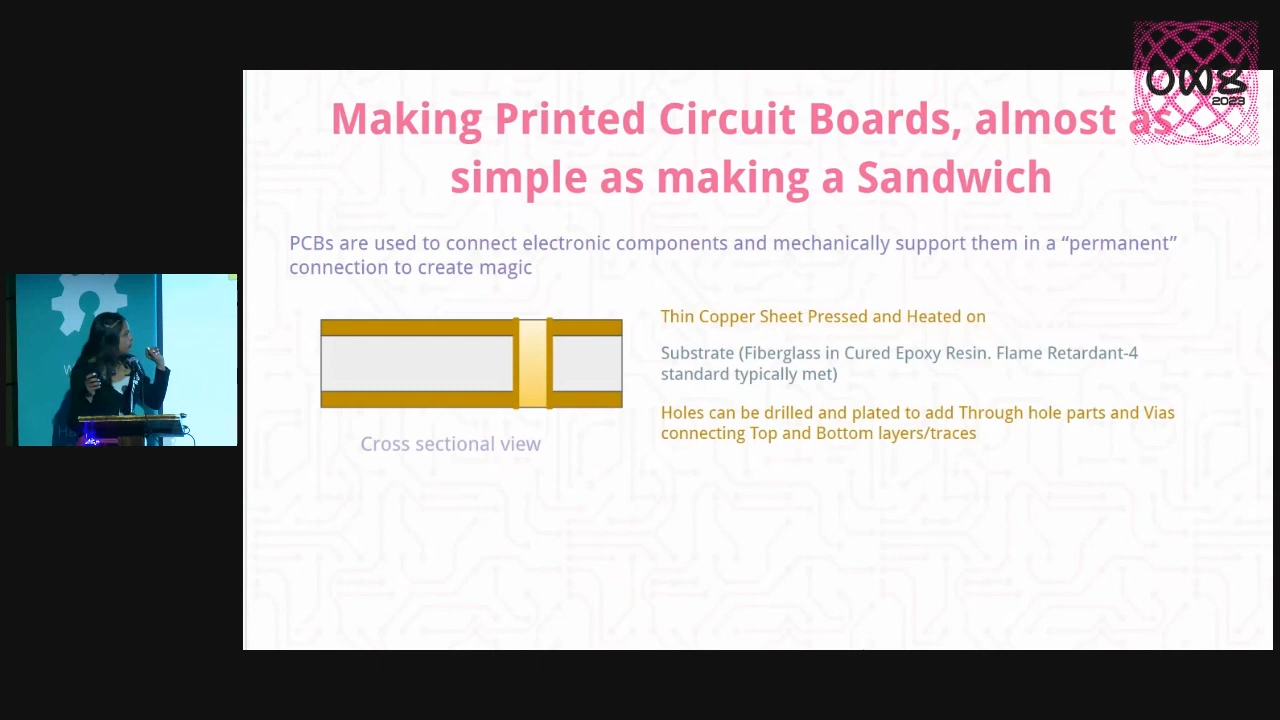 OW8
2023
Making Printed Circuit Boards, almost as
simple as making a Sandwich
PCBs are used to connect electronic components and mechanically support them in a “permanent”
connection to create magic
Thin Copper Sheet Pressed and Heated on
Substrate (Fiberglass in Cured Epoxy Resin. Flame Retardant-4
standard typically met)
Holes can be drilled and plated to add Through hole parts and Vias
connecting Top and Bottom layers/traces
Cross sectional view